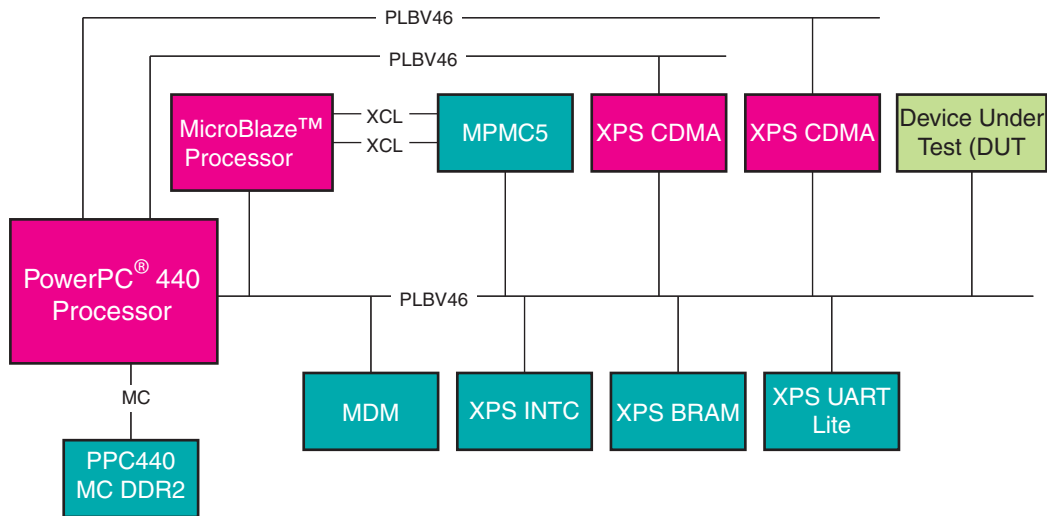 PLBV46
PLBV46
MicroBlaze™
Processor
XCL
XCL
MPMC5
XPS CDMA
XPS CDMA
Device Under
Test (DUT
PowerPC® 440
Processor
PLBV46
MC
MDM
XPS INTC
XPS BRAM
XPS UART
Lite
PPC440
MC DDR2